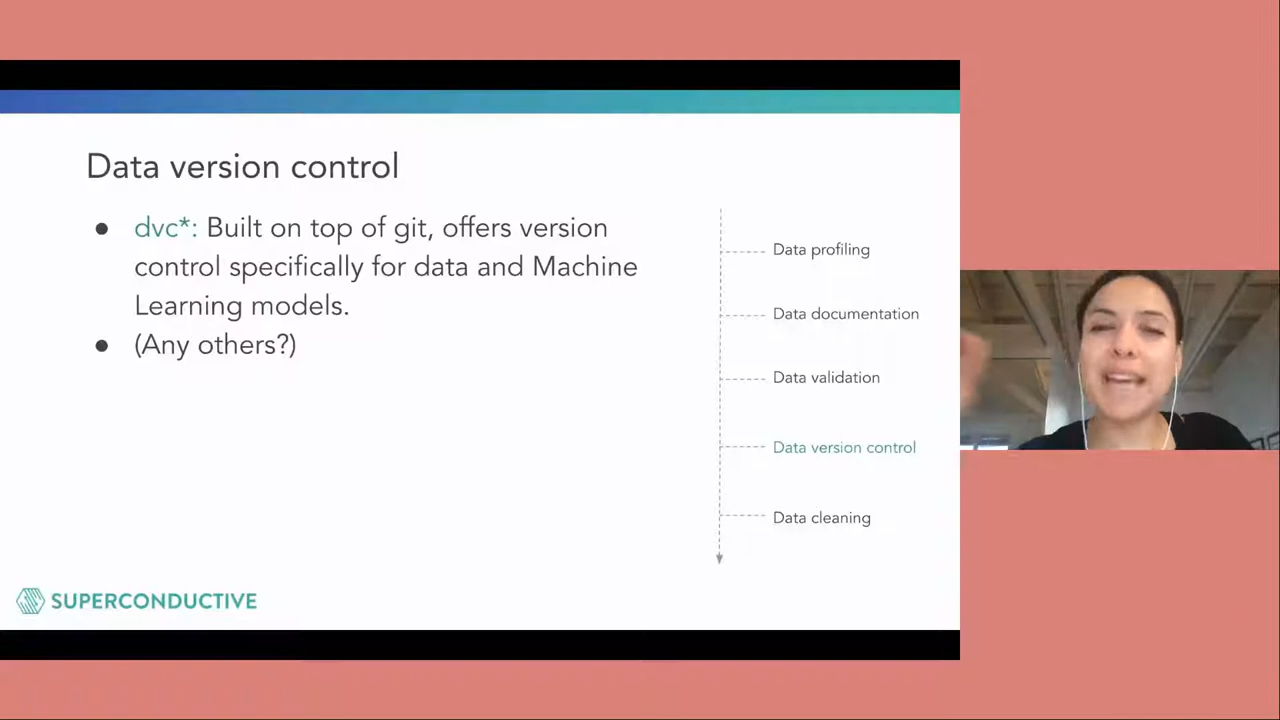 Data version control
● dvc*: Built on top of git, offers version
control specifically for data and Machine
Learning models.
● (Any others?)
Data profiling
Data documentation
Data validation
Data version control
Data cleaning
SUPERCONDUCTIVE